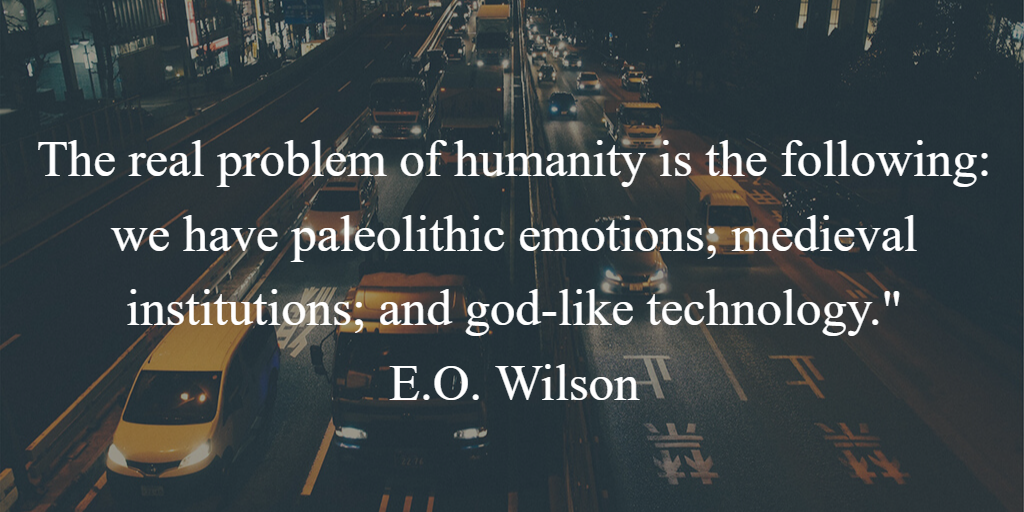 The real problem of humanity is the following:
we have paleolithic emotions; medieval
institutions; and god-like technology."
E.O. Wilson